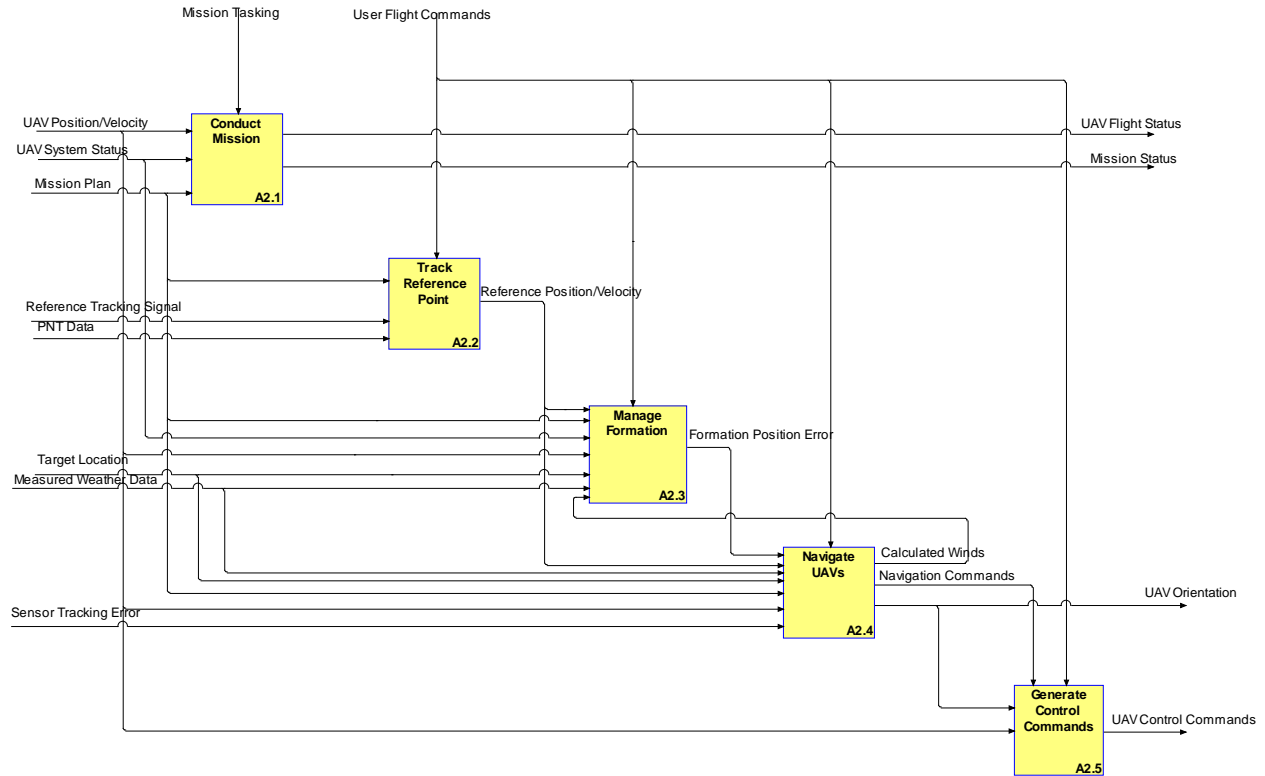 Mission Tasking
User Flight Commands
UAV Position/Velocity
UAV System Status
Mission Plan
Conduct
Mission
A2.1
UAV Flight Status
Mission Status
Track
Reference
Point
A2.2
Reference Tracking Signal
PNT Data
Reference Position/Velocity
Manage
Formation
A2.3
Formation Position Error
Target Location
Measured Weather Data
Navigate
UAVs
A2.4
Calculated Winds
Navigation Commands
UAV Orientation
Sensor Tracking Error
Generate
Control
Commands
A2.5
UAV Control Commands